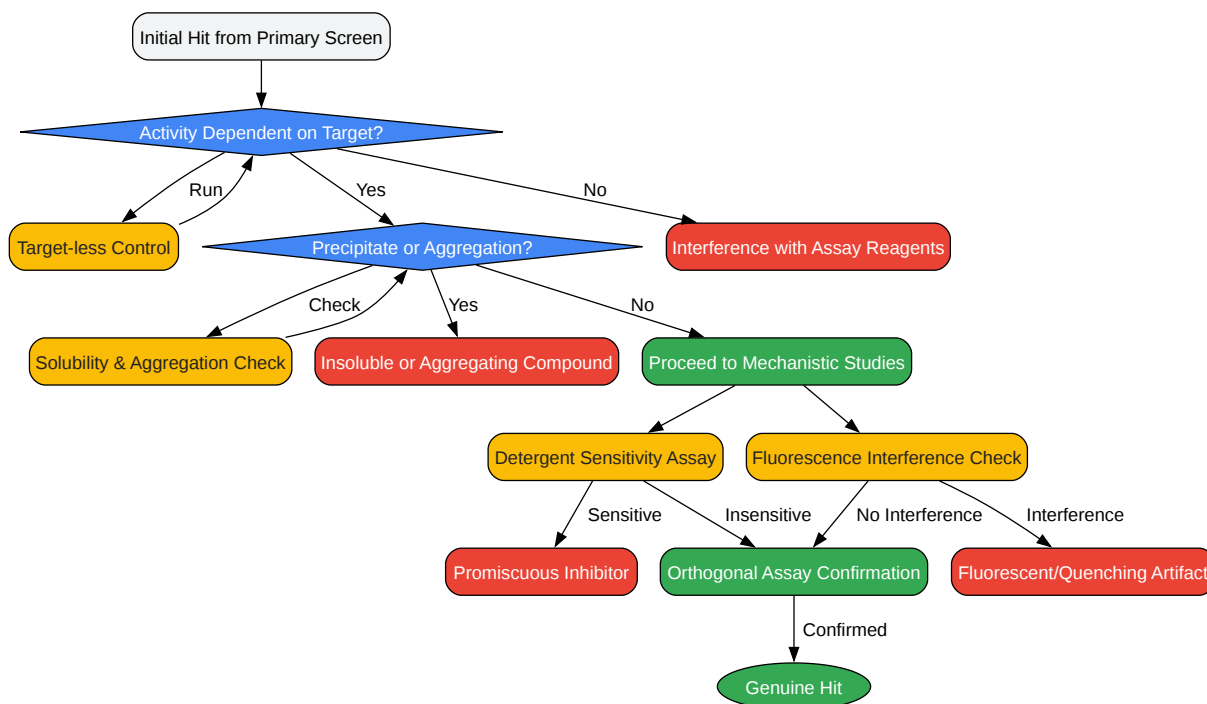 Initial Hit from Primary Screen
Activity Dependent on Target?
Run
Yes
No
Target-less Control
Precipitate or Aggregation?
Interference with Assay Reagents
Check
Yes
No
Solubility & Aggregation Check
Insoluble or Aggregating Compound
Proceed to Mechanistic Studies
Detergent Sensitivity Assay
Fluorescence Interference Check
Sensitive
Insensitive
No Interference
Interference
Promiscuous Inhibitor
Orthogonal Assay Confirmation
Fluorescent/Quenching Artifact
Confirmed
Genuine Hit